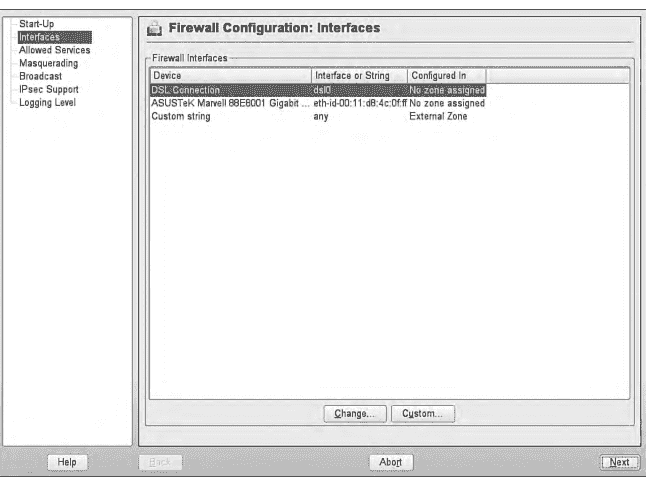 Start-Up
Interfaces
Allowed Services
Masquerading
Broadcast
IPsec Support
Logging Level
Firewall Configuration: Interfaces
Firewall Interfaces
Device Interface or String Configured In
DSL Connection dsl0 No zone assigned
ASUSTeK Marvell 88E8001 Gigabit ... eth-id-00:11:d8:4c:0f:ff No zone assigned
Custom string any External Zone
Change... Custom...
Help Back Abort Next